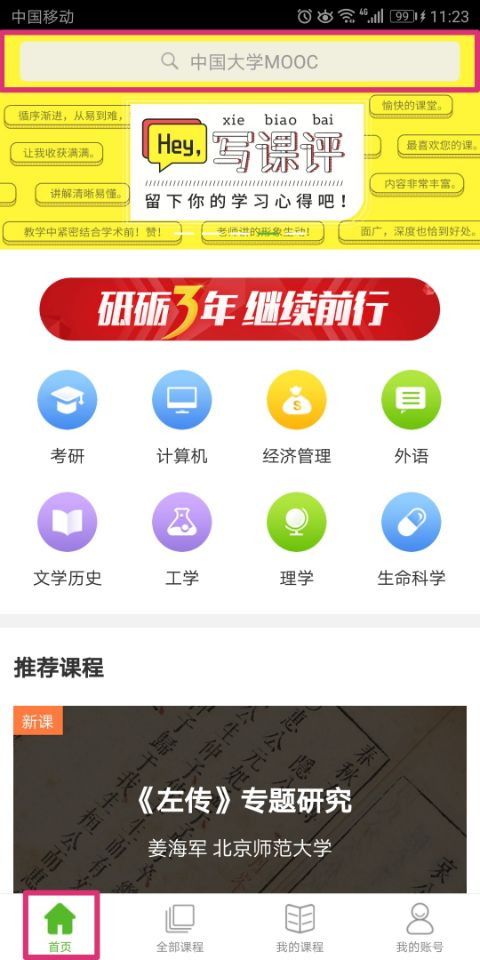 中国移动
4G
99
11:23
中国大学MOOC
循序渐进，从易到难，
让我收获满满。
讲解清晰易懂。
教学中紧密结合学术前！赞！
xie biao bai
Hey,
写课评
留下你的学习心得吧！
老师讲的形象生动！
愉快的课堂。
最喜欢您的课。
内容非常丰富。
面广，深度也恰到好处。
砥砺3年 继续前行
考研
计算机
经济管理
外语
文学历史
工学
理学
生命科学
推荐课程
新课
《左传》专题研究
姜海军 北京师范大学
首页
全部课程
我的课程
我的账号